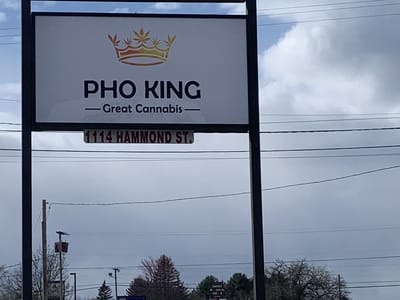 PHO KING
Great Cannabis
1114 HAMMOND ST.